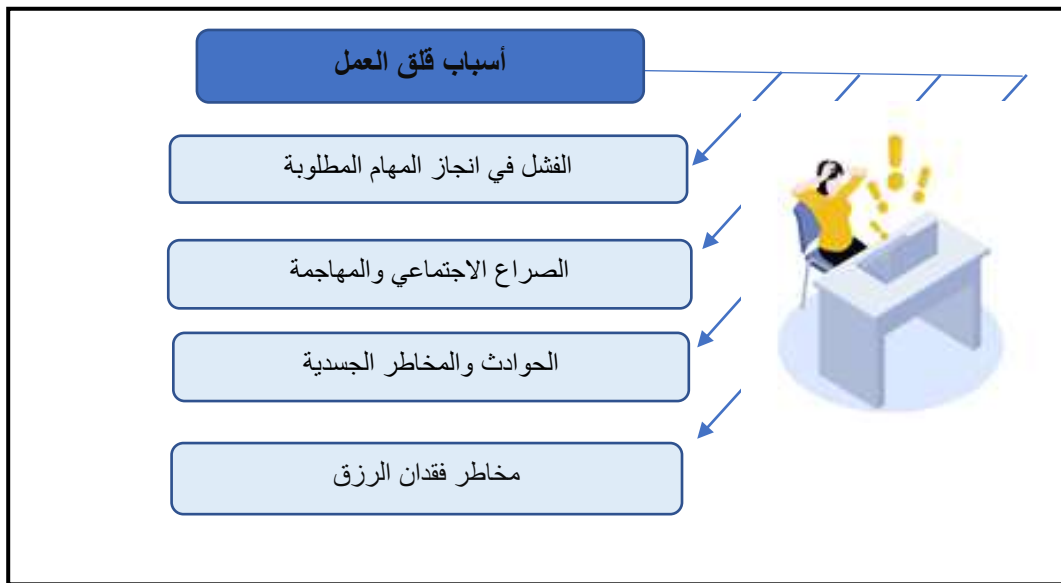 أسباب قلق العمل
الفشل في انجاز المهام المطلوبة
الصراع الاجتماعي والمهاجمة
الحوادث والمخاطر الجسدية
مخاطر فقدان الرزق